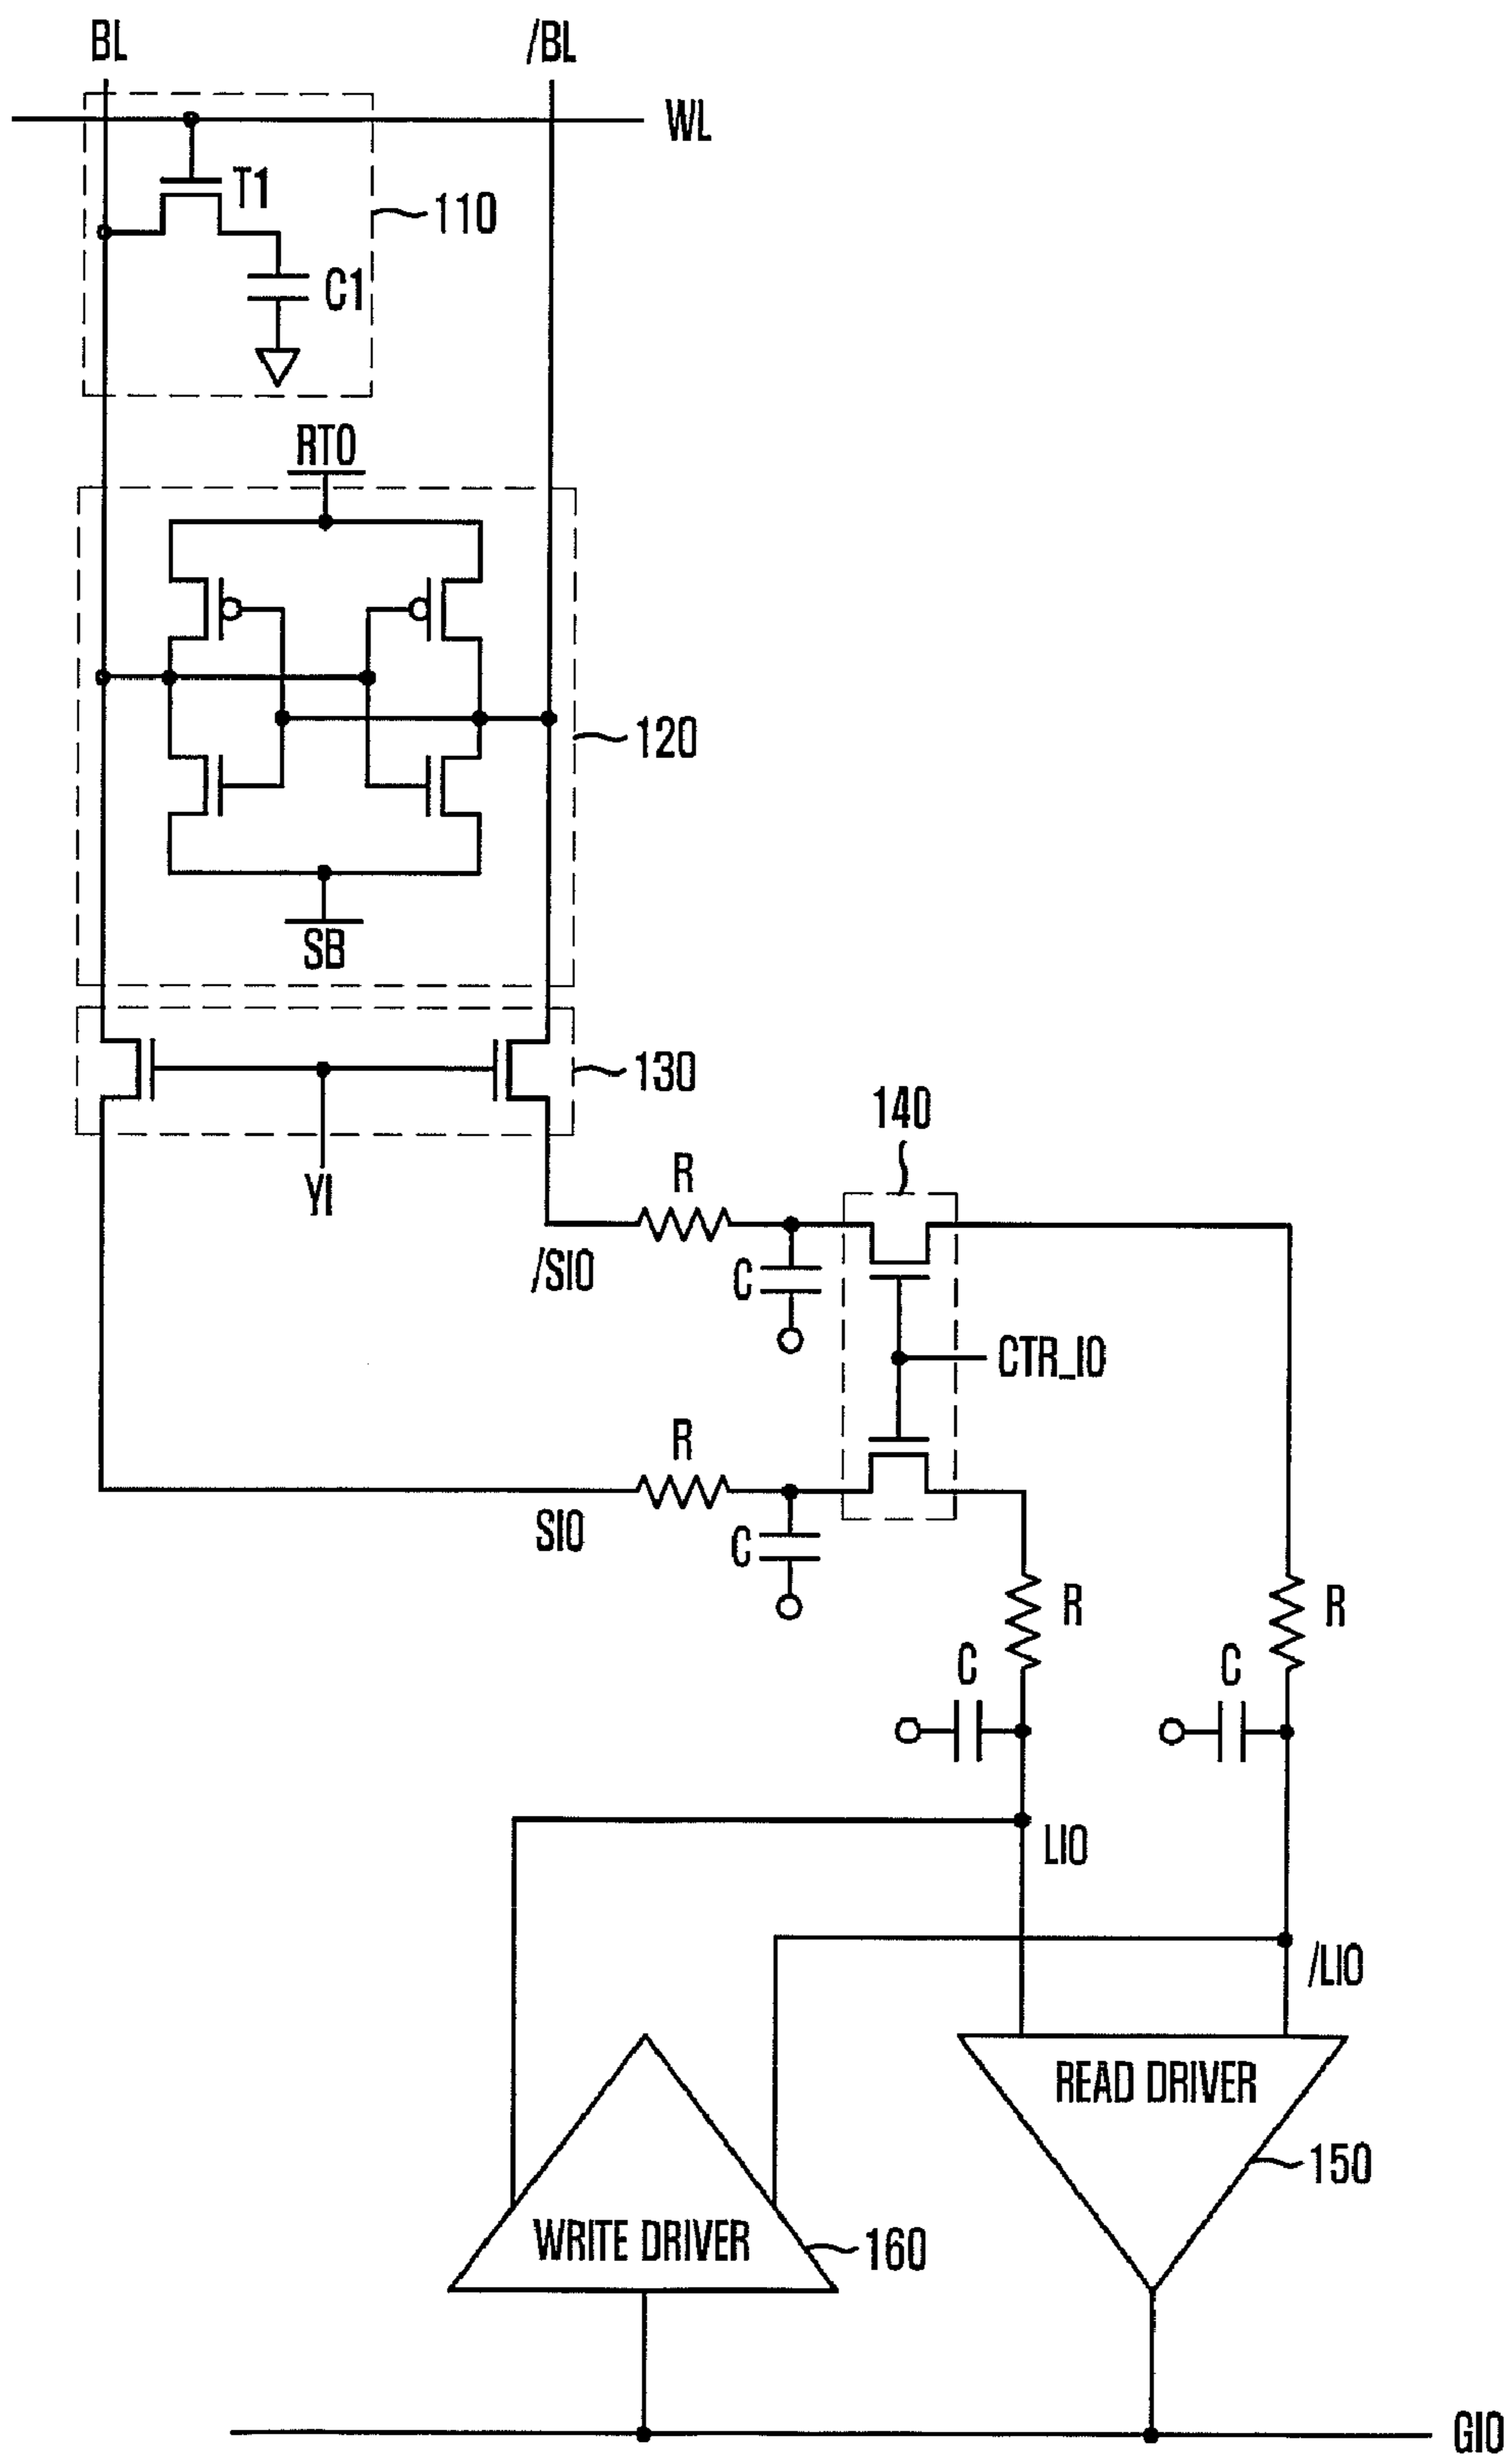 BL
/BL
WL
T1
110
C1
RTO
120
SB
130
YI
140
R
/SIO
C
CTR_IO
R
SIO
C
R
R
C
C
LIO
/LIO
READ DRIVER
150
WRITE DRIVER
160
GIO